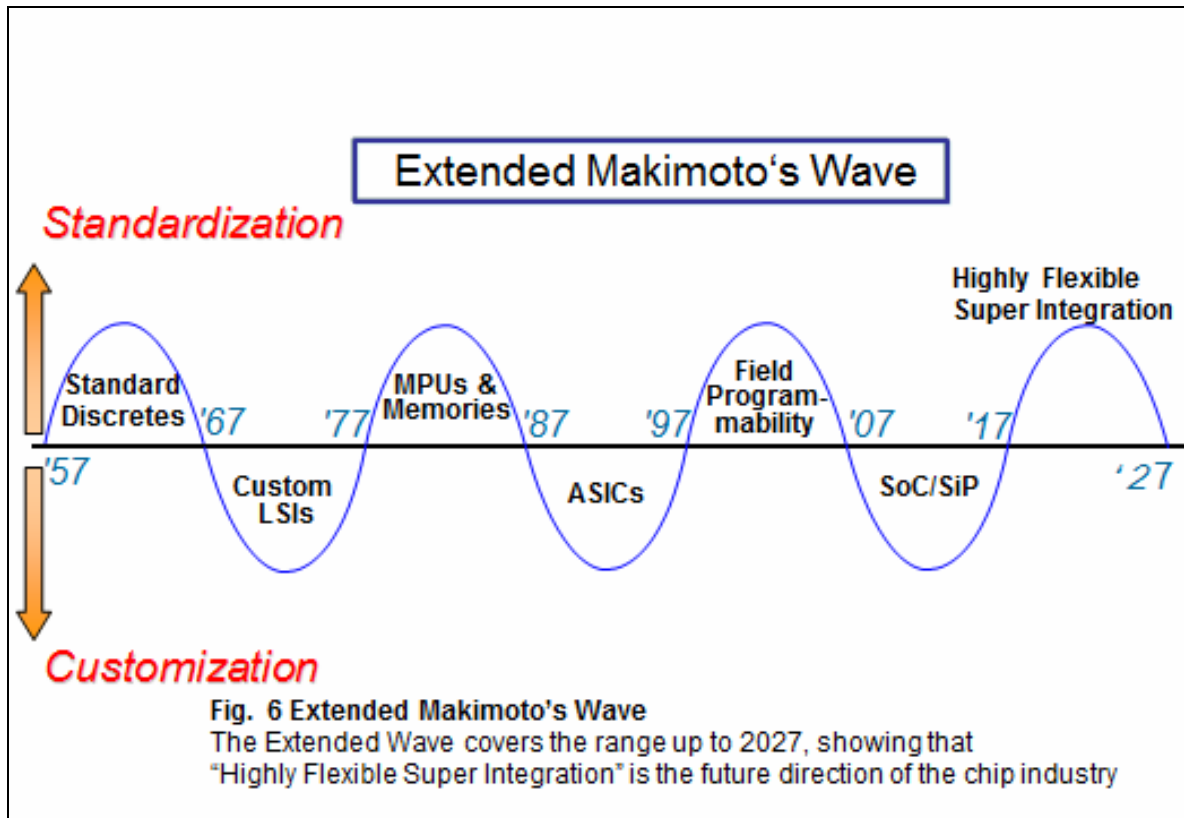 Extended Makimoto‘s Wave
Standardization
Highly Flexible
Super Integration
Standard
Discretes
'67
'77
MPUs &
Memories
'87
'97
Field
Program-
mability
'07
'17
'57
Custom
LSIs
ASICs
SoC/SiP
‘27
Customization
Fig. 6 Extended Makimoto’s Wave
The Extended Wave covers the range up to 2027, showing that
“Highly Flexible Super Integration” is the future direction of the chip industry